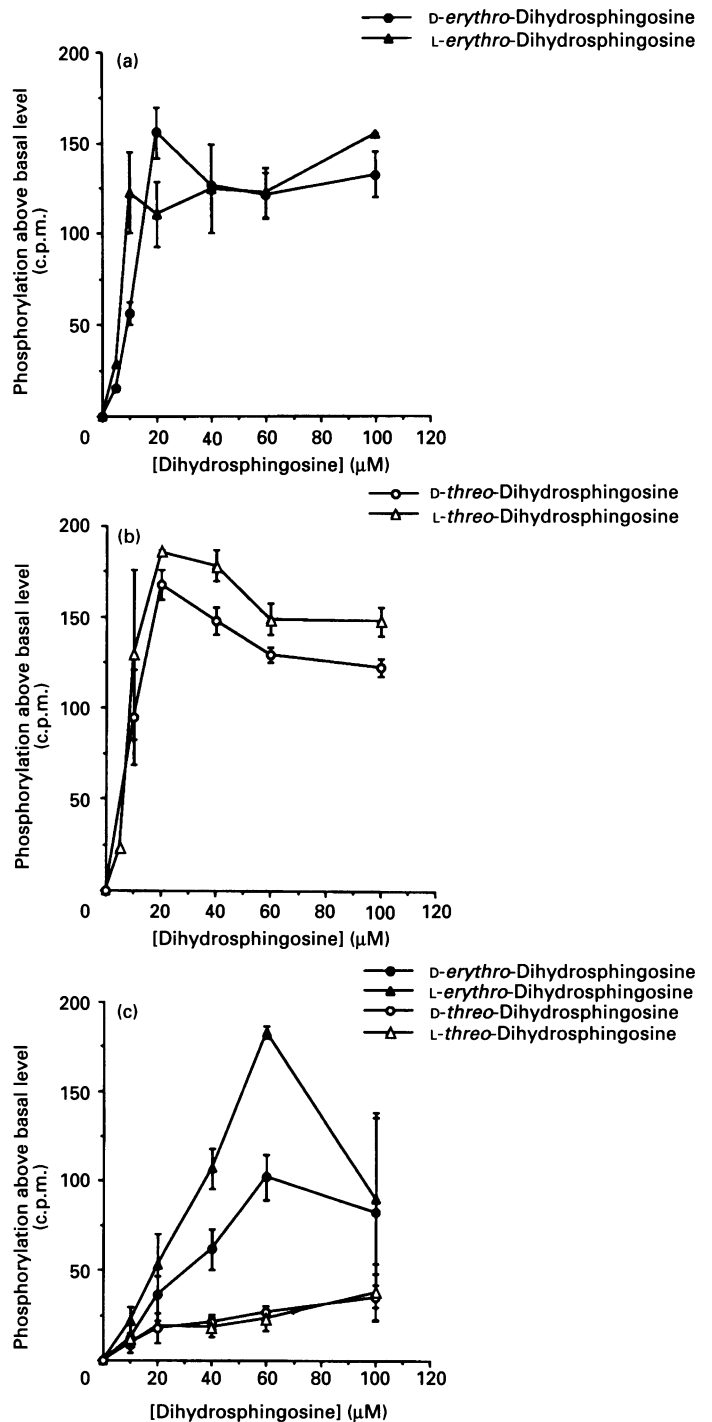 D-erythro-Dihydrosphingosine
L-erythro-Dihydrosphingosine
(a)
Phosphorylation above basal level
(c.p.m.)
200
150
100
50
0
20 40 60 80 100 120
[Dihydrosphingosine] (μM)
D-threo-Dihydrosphingosine
L-threo-Dihydrosphingosine
(b)
Phosphorylation above basal level
(c.p.m.)
200
150
100
50
0
20 40 60 80 100 120
[Dihydrosphingosine] (μM)
D-erythro-Dihydrosphingosine
L-erythro-Dihydrosphingosine
D-threo-Dihydrosphingosine
L-threo-Dihydrosphingosine
(c)
Phosphorylation above basal level
(c.p.m.)
200
150
100
50
0
20 40 60 80 100 120
[Dihydrosphingosine] (μM)